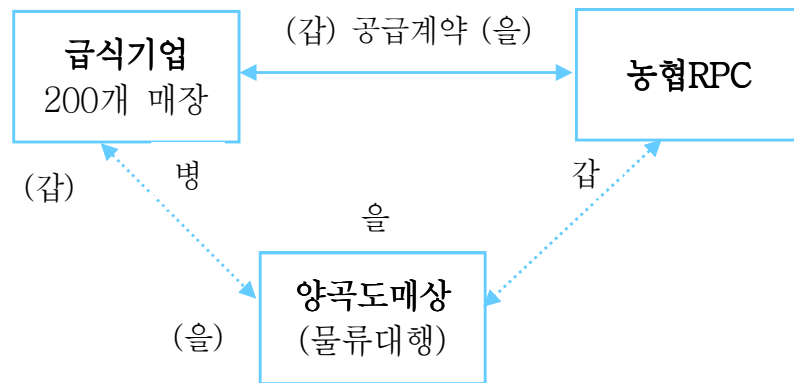 (갑) 공급계약 (을)
급식기업
200개 매장
농협RPC
(갑)
병
갑
을
양곡도매상
(물류대행)
(을)